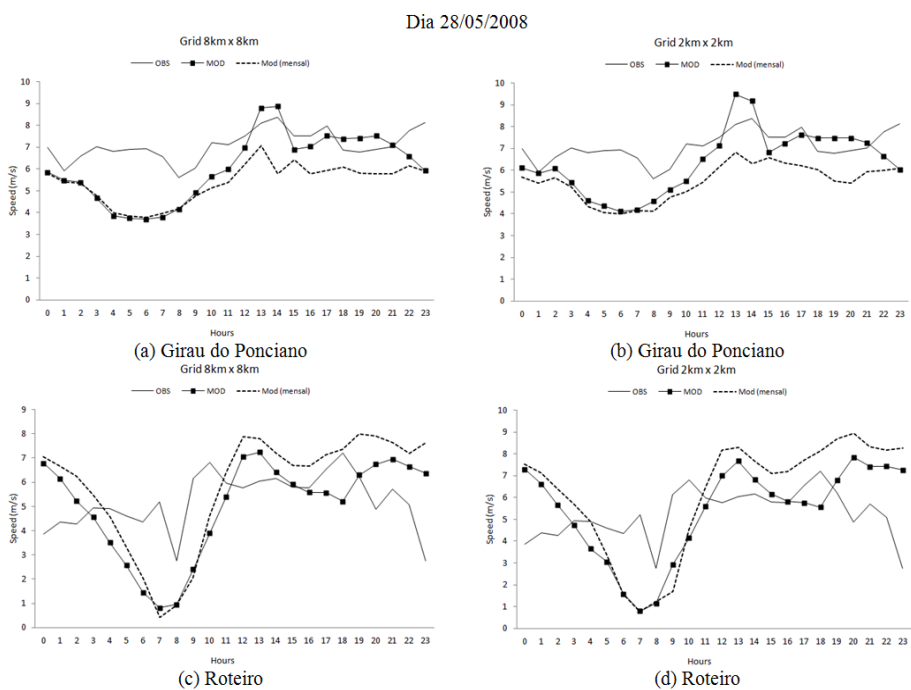 Dia 28/05/2008
Grid 8km x 8km
OBS MOD Mod (mensal)
10
9
8
7
6
5
4
3
2
1
0
Speed (m/s)
0 1 2 3 4 5 6 7 8 9 10 11 12 13 14 15 16 17 18 19 20 21 22 23
Hours
(a) Girau do Ponciano
Grid 2km x 2km
OBS MOD Mod (mensal)
10
9
8
7
6
5
4
3
2
1
0
Speed (m/s)
0 1 2 3 4 5 6 7 8 9 10 11 12 13 14 15 16 17 18 19 20 21 22 23
Hours
(b) Girau do Ponciano
Grid 8km x 8km
OBS MOD Mod (mensal)
9
8
7
6
5
4
3
2
1
0
Speed (m/s)
0 1 2 3 4 5 6 7 8 9 10 11 12 13 14 15 16 17 18 19 20 21 22 23
Hours
(c) Roteiro
Grid 2km x 2km
OBS MOD Mod (mensal)
10
9
8
7
6
5
4
3
2
1
0
Speed (m/s)
0 1 2 3 4 5 6 7 8 9 10 11 12 13 14 15 16 17 18 19 20 21 22 23
Hours
(d) Roteiro